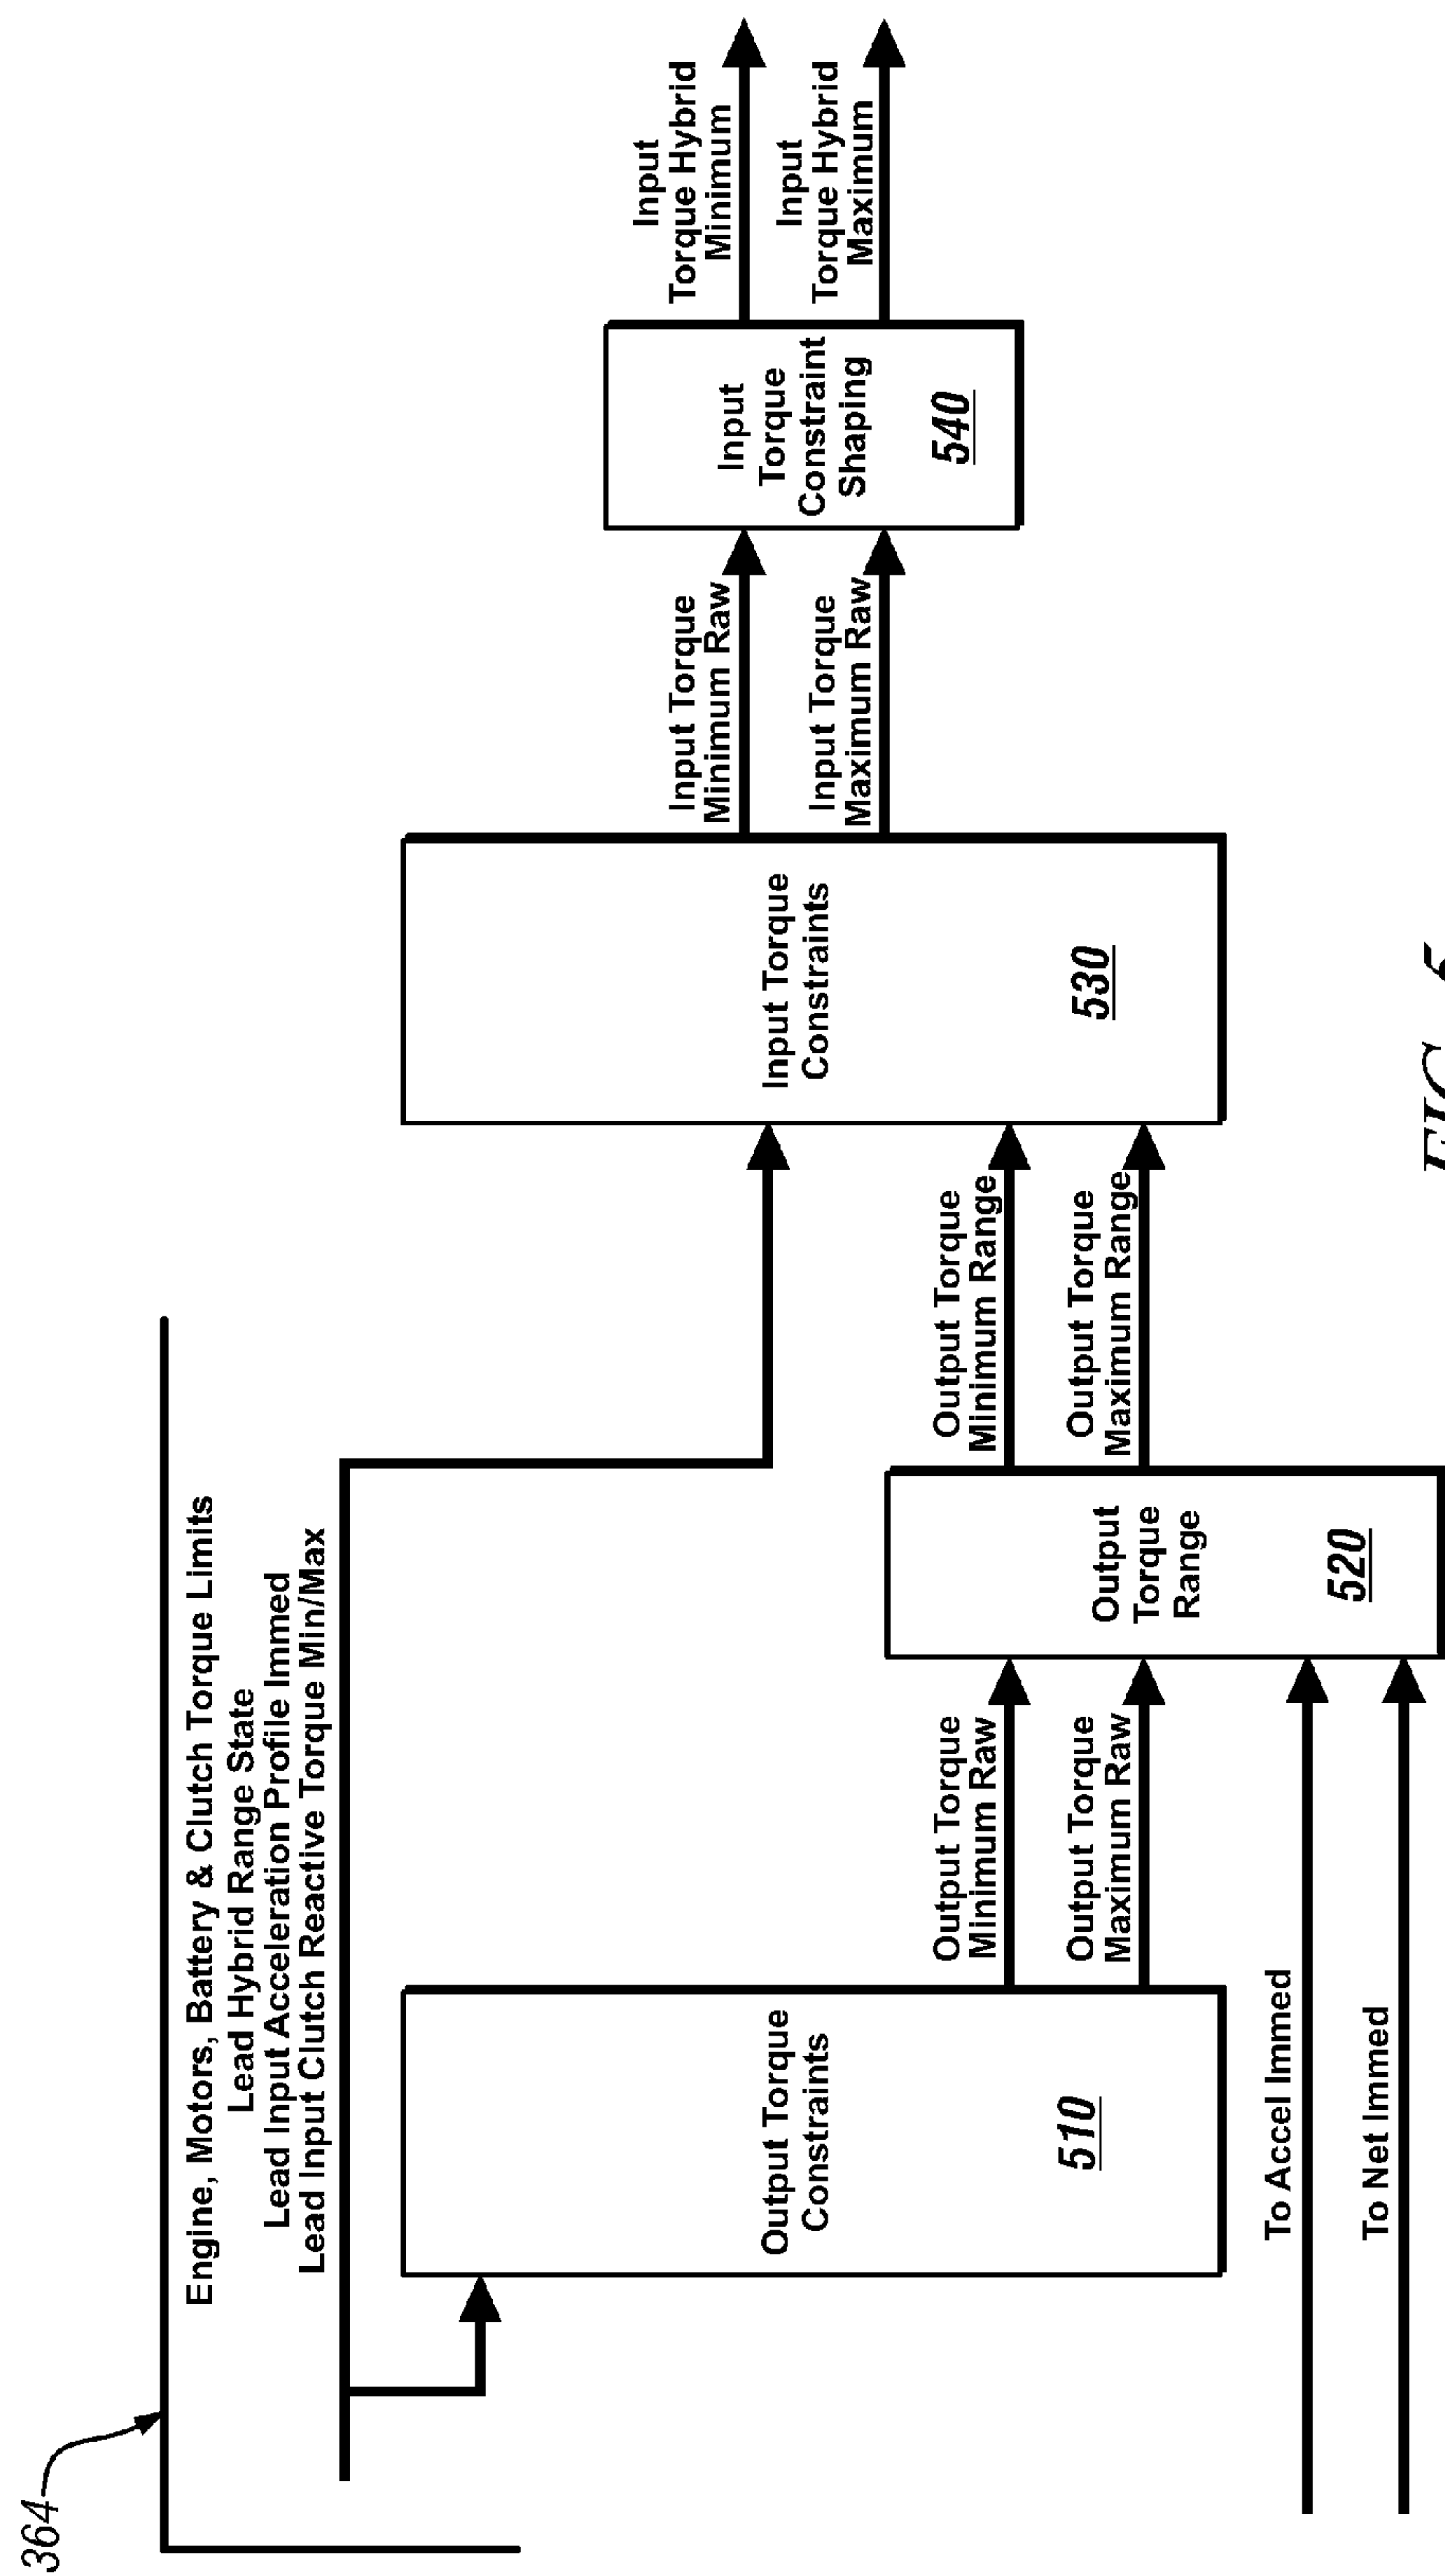 364
Engine, Motors, Battery & Clutch Torque Limits
Lead Hybrid Range State
Lead Input Acceleration Profile Immed
Lead Input Clutch Reactive Torque Min/Max
Output Torque
Constraints
510
Output Torque
Minimum Raw
Output Torque
Maximum Raw
To Accel Immed
To Net Immed
Output
Torque
Range
520
Output Torque
Minimum Range
Output Torque
Maximum Range
Input Torque
Constraints
530
Input Torque
Minimum Raw
Input Torque
Maximum Raw
Input
Torque
Constraint
Shaping
540
Input
Torque Hybrid
Minimum
Input
Torque Hybrid
Maximum
FIG.